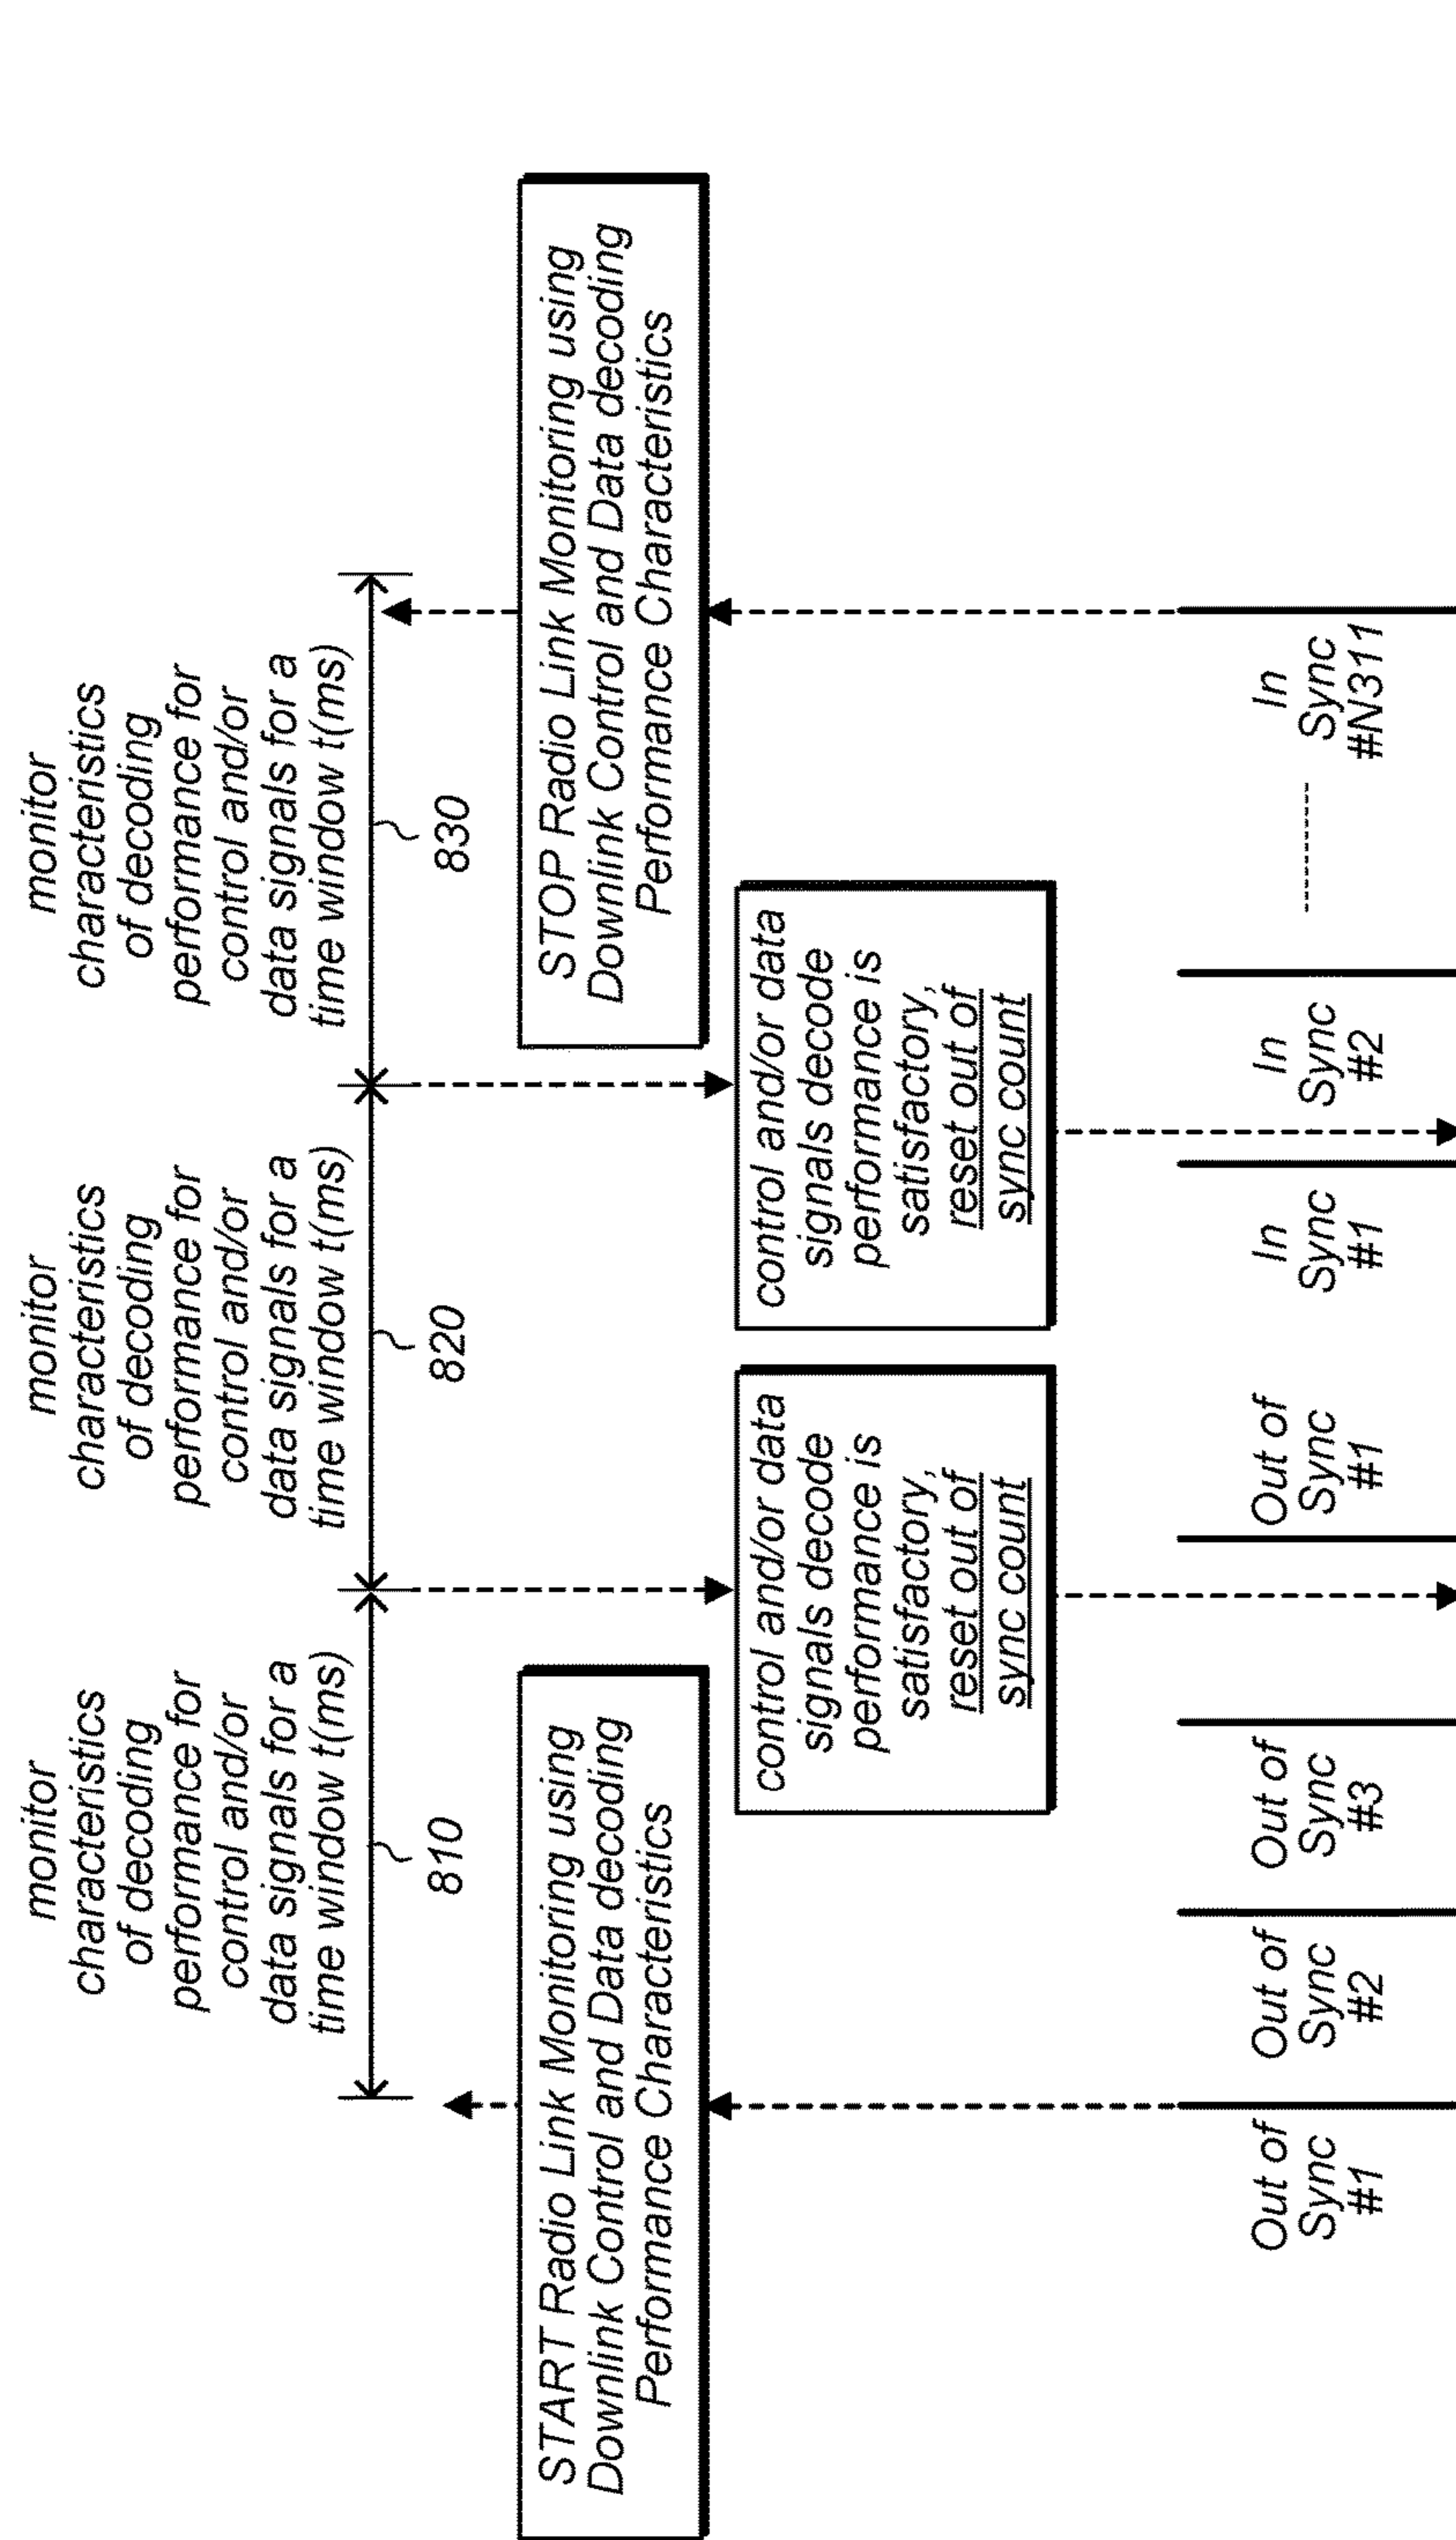 monitor
characteristics
of decoding
performance for
control and/or
data signals for a
time window t(ms)
monitor
characteristics
of decoding
performance for
control and/or
data signals for a
time window t(ms)
monitor
characteristics
of decoding
performance for
control and/or
data signals for a
time window t(ms)
810
820
830
START Radio Link Monitoring using
Downlink Control and Data decoding
Performance Characteristics
STOP Radio Link Monitoring using
Downlink Control and Data decoding
Performance Characteristics
control and/or data
signals decode
performance is
satisfactory,
reset out of
sync count
control and/or data
signals decode
performance is
satisfactory,
reset out of
sync count
Out of
Sync
#1
Out of
Sync
#2
Out of
Sync
#3
Out of
Sync
#1
In
Sync
#1
In
Sync
#2
In
Sync
#N311